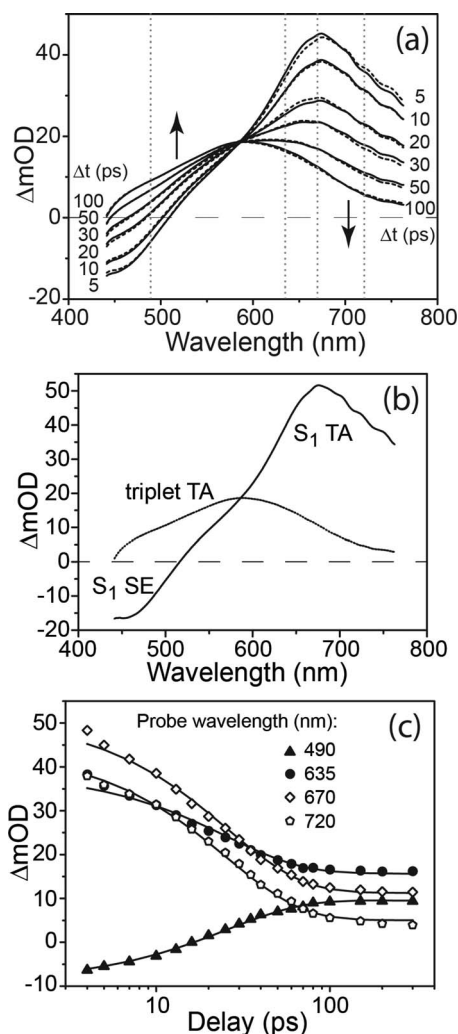 (a)
40
20
0
-20
ΔmOD
Δt (ps)
100
50
30
20
10
5
5
10
20
30
50
100
Δt (ps)
400 500 600 700 800
Wavelength (nm)
(b)
50
40
30
20
10
0
-10
-20
ΔmOD
S1 TA
triplet TA
S1 SE
400 500 600 700 800
Wavelength (nm)
(c)
50
40
30
20
10
0
-10
ΔmOD
Probe wavelength (nm):
490
635
670
720
10 100
Delay (ps)